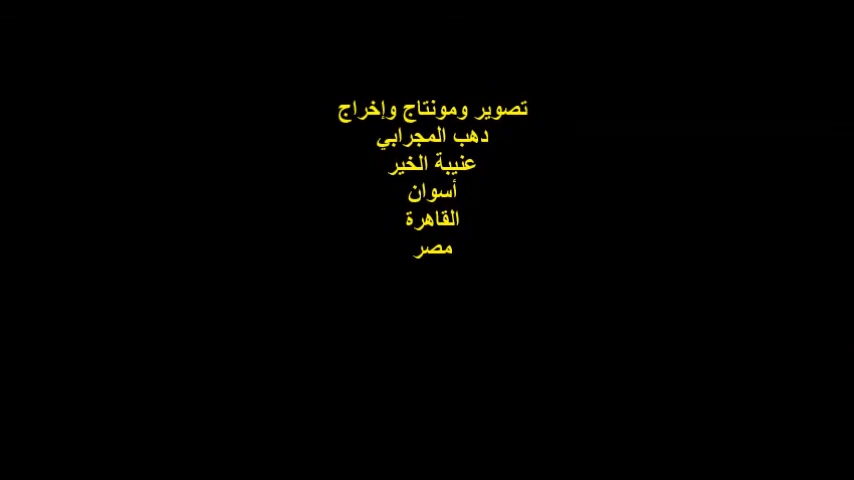 تصوير ومونتاج وإخراج
دهب المجرابي
عنيبة الخير
أسوان
القاهرة
مصر